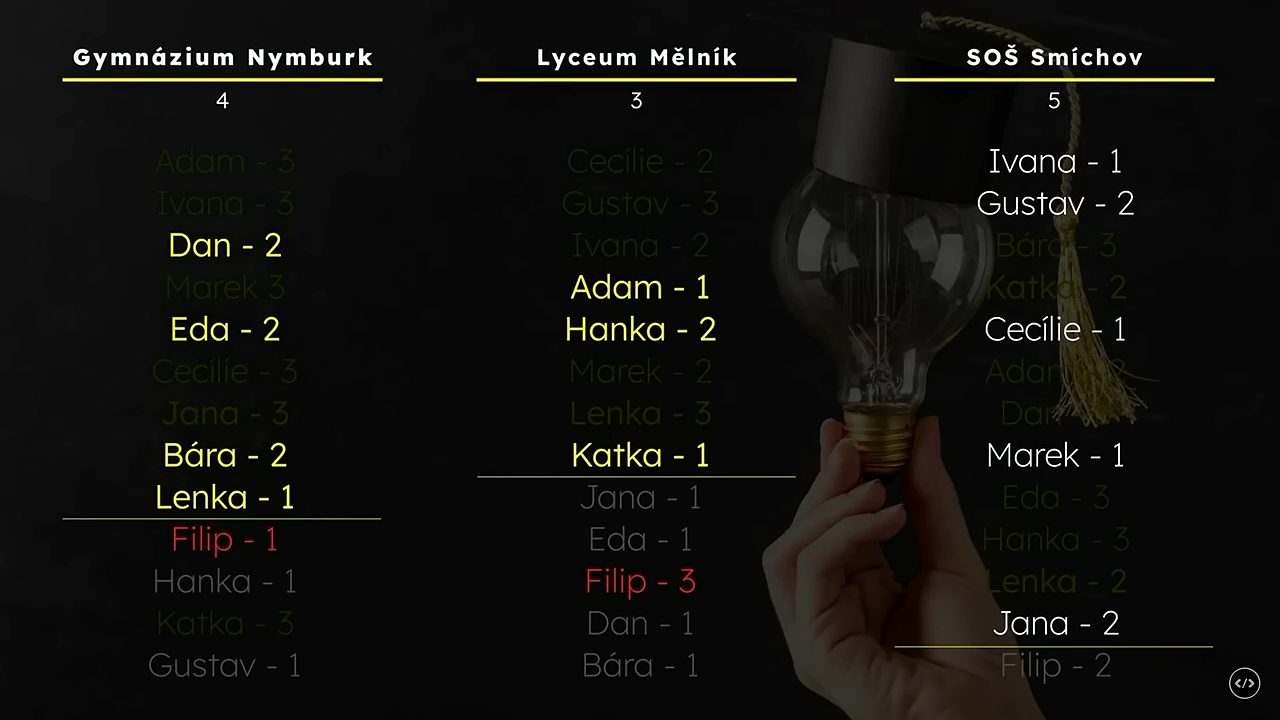 Gymnázium Nymburk
4
Adam - 3
Ivana - 3
Dan - 2
Marek 3
Eda - 2
Cecílie - 3
Jana - 3
Bára - 2
Lenka - 1
Filip - 1
Hanka - 1
Katka - 3
Gustav - 1
Lyceum Mělník
3
Cecílie - 2
Gustav - 3
Ivana - 2
Adam - 1
Hanka - 2
Marek - 2
Lenka - 3
Katka - 1
Jana - 1
Eda - 1
Filip - 3
Dan - 1
Bára - 1
SOŠ Smíchov
5
Ivana - 1
Gustav - 2
Bára - 3
Katka - 2
Cecílie - 1
Adam - 2
Dan
Marek - 1
Eda - 3
Hanka - 3
Lenka - 2
Jana - 2
Filip - 2